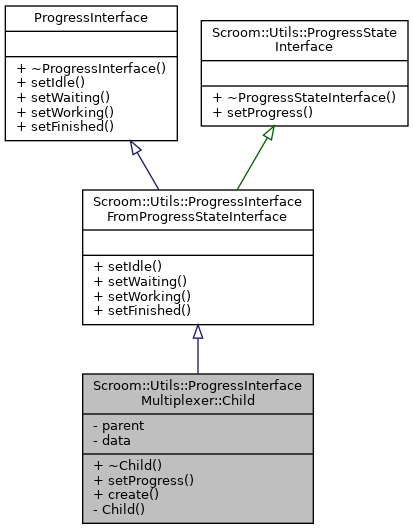 ProgressInterface
+ ~ProgressInterface()
+ setIdle()
+ setWaiting()
+ setWorking()
+ setFinished()
Scroom::Utils::ProgressState
Interface
+ ~ProgressStateInterface()
+ setProgress()
Scroom::Utils::ProgressInterface
FromProgressStateInterface
+ setIdle()
+ setWaiting()
+ setWorking()
+ setFinished()
Scroom::Utils::ProgressInterface
Multiplexer::Child
- parent
- data
+ ~Child()
+ setProgress()
+ create()
- Child()